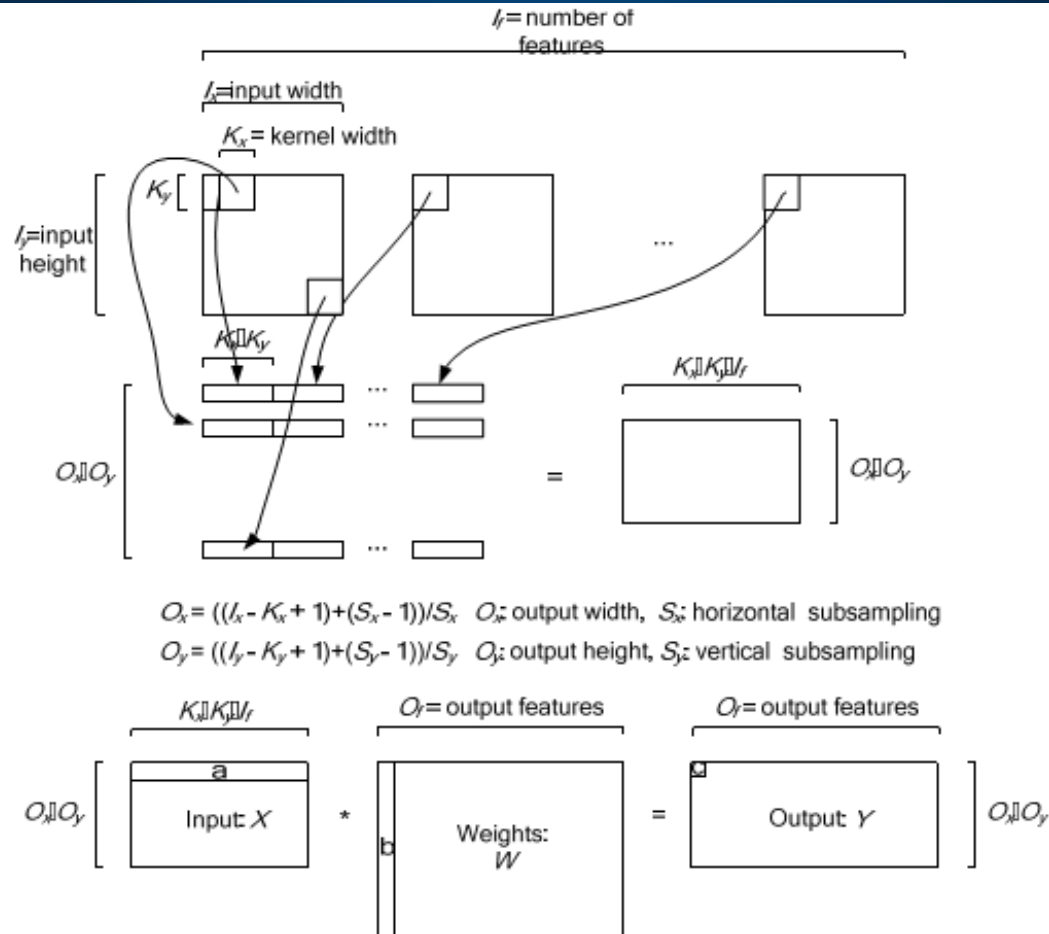 I_f = number of
features
I_x=input width
K_x = kernel width
K_y
I_y=input
height
...
K_x▯K_y
K_x▯K_y▯I_f
...
...
O_x▯O_y
=
O_x▯O_y
...
O_x = ((I_x - K_x + 1)+(S_x - 1))/S_x O_x: output width, S_x: horizontal subsampling
O_y = ((I_y - K_y + 1)+(S_y - 1))/S_y O_y: output height, S_y: vertical subsampling
K_x▯K_y▯I_f
O_f = output features
O_f = output features
a
c
O_x▯O_y
Input: X
*
b
Weights:
W
=
Output: Y
O_x▯O_y